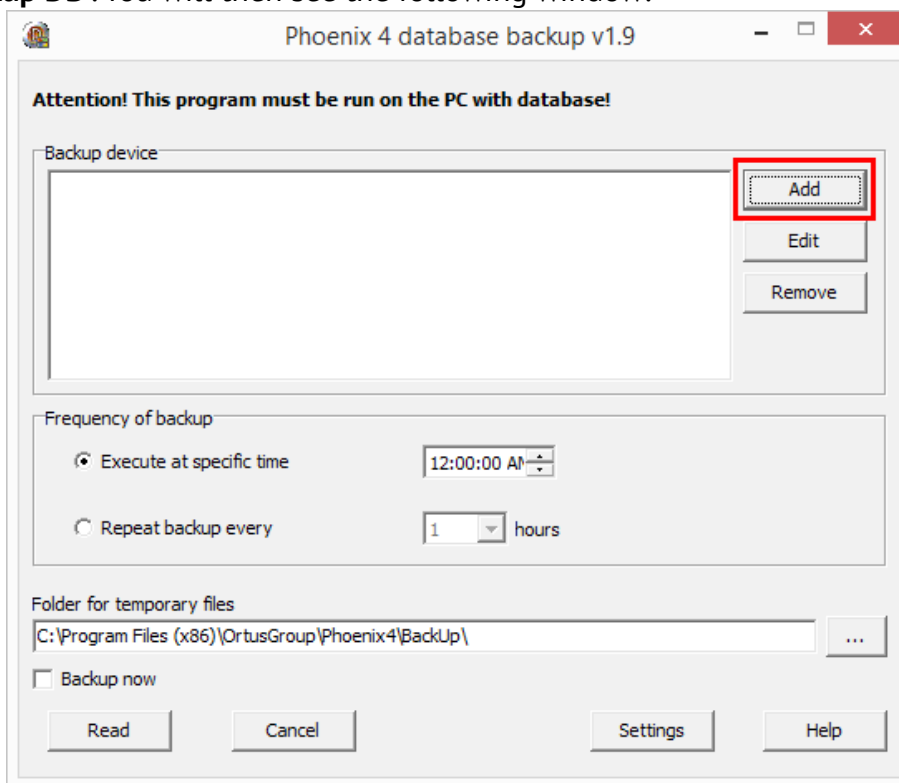 Phoenix 4 database backup v1.9
Attention! This program must be run on the PC with database!
Backup device
Add
Edit
Remove
Frequency of backup
Execute at specific time
12:00:00 A
Repeat backup every
1
hours
Folder for temporary files
C:\Program Files (x86)\OrtusGroup\Phoenix4\BackUp\
...
Backup now
Read
Cancel
Settings
Help